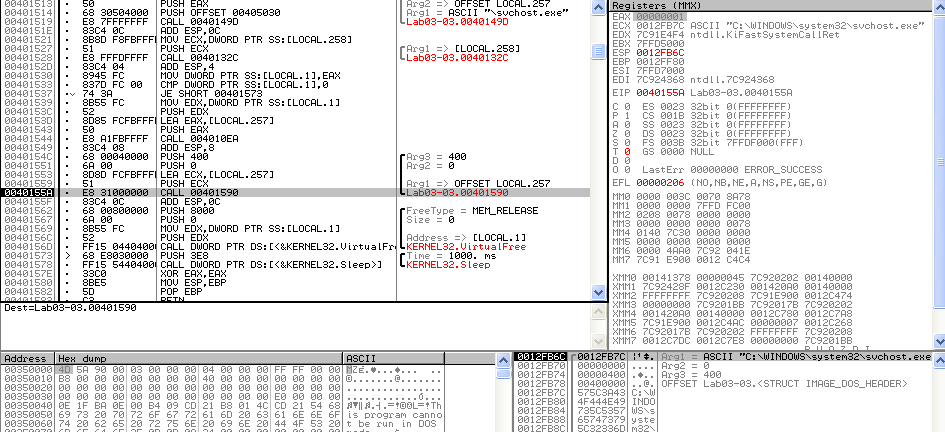 00401513 · 50 PUSH EAX Arg2 => OFFSET LOCAL.257
00401514 · 68 30504000 PUSH OFFSET 00405030 Arg1 = ASCII "\svchost.exe"
00401519 · E8 7FFFFFFF CALL 0040149D Lab03-03.0040149D
83C4 0C ADD ESP,0C
8B8D F8FBFFFF MOV ECX,DWORD PTR SS:[LOCAL.258]
51 PUSH ECX Arg1 => [LOCAL.258]
E8 FFFDFFFF CALL 0040132C Lab03-03.0040132C
83C4 04 ADD ESP,4
8945 FC MOV DWORD PTR SS:[LOCAL.1],EAX
837D FC 00 CMP DWORD PTR SS:[LOCAL.1],0
74 3A JE SHORT 00401573
8B55 FC MOV EDX,DWORD PTR SS:[LOCAL.1]
52 PUSH EDX
8D85 FCFBFFFF LEA EAX,[LOCAL.257]
50 PUSH EAX
E8 A1FBFFFF CALL 004010EA
83C4 08 ADD ESP,8
0040154C · 68 00040000 PUSH 400 Arg3 = 400
00401551 · 6A 00 PUSH 0 Arg2 = 0
00401553 · 8D8D FCFBFFFF LEA ECX,[LOCAL.257]
00401559 · 51 PUSH ECX Arg1 => OFFSET LOCAL.257
0040155A · E8 31000000 CALL 00401590 Lab03-03.00401590
0040155F · 83C4 0C ADD ESP,0C
00401562 · 68 00800000 PUSH 8000 FreeType = MEM_RELEASE
00401567 · 6A 00 PUSH 0 Size = 0
00401569 · 8B55 FC MOV EDX,DWORD PTR SS:[LOCAL.1]
0040156C · 52 PUSH EDX Address => [LOCAL.1]
0040156D · FF15 0440400 CALL DWORD PTR DS:[<&KERNEL32.VirtualFre KERNEL32.VirtualFree
00401573 > 68 E8030000 PUSH 3E8 Time = 1000. ms
00401578 · FF15 5440400 CALL DWORD PTR DS:[<&KERNEL32.Sleep>] KERNEL32.Sleep
33C0 XOR EAX,EAX
8BE5 MOV ESP,EBP
5D POP EBP
C3 RETN
Dest=Lab03-03.00401590
Registers (MMX)
EAX 00000001
ECX 0012FB7C ASCII "C:\WINDOWS\system32\svchost.exe"
EDX 7C91E4F4 ntdll.KiFastSystemCallRet
EBX 7FFD5000
ESP 0012FB6C
EBP 0012FF80
ESI 7FFD7000
EDI 7C924368 ntdll.7C924368
EIP 0040155A Lab03-03.0040155A
C 0 ES 0023 32bit 0(FFFFFFFF)
P 1 CS 001B 32bit 0(FFFFFFFF)
A 0 SS 0023 32bit 0(FFFFFFFF)
Z 0 DS 0023 32bit 0(FFFFFFFF)
S 0 FS 003B 32bit 7FFDF000(FFF)
T 0 GS 0000 NULL
D 0
O 0 LastErr 00000000 ERROR_SUCCESS
EFL 00000206 (NO,NB,NE,A,NS,PE,GE,G)
MM0 0000 003C 0070 8A78
MM1 0000 0000 7FFD FC00
MM2 0208 0078 0000 0000
MM3 0000 0000 0000 0000
MM4 0140 7C30 0000 0000
MM5 0000 0000 0000 0000
MM6 0000 4AA0 7C92 041E
MM7 7C91 E900 0012 C4C4
XMM0 00141378 00000045 7C920202 00140000
XMM1 7C92428F 0012C230 00142AA0 00140000
XMM2 FFFFFFFF 7C920208 7C91E900 0012C474
XMM3 00000000 7C9201BB 7C92017B 7C920202
XMM4 001420A0 00140000 0012C780 0012C7A8
XMM5 7C91E900 0012C4AC 00000007 0012C268
XMM6 7C92017B 7C920202 FFFFFFFF 7C920208
XMM7 0012C7DC 0012C7E8 00000000 7C9201BB
P U O Z D I
Address Hex dump ASCII
00350000 4D 5A 90 00 03 00 00 00 04 00 00 00 FF FF 00 00
00350010 B8 00 00 00 00 00 00 00 40 00 00 00 00 00 00 00
00350020 00 00 00 00 00 00 00 00 00 00 00 00 00 00 00 00
00350030 00 00 00 00 00 00 00 00 00 00 00 00 E0 00 00 00
00350040 0E 1F BA 0E 00 B4 09 CD 21 B8 01 4C CD 21 54 68
00350050 69 73 20 70 72 6F 67 72 61 6D 20 63 61 6E 6E 6F is program canno
00350060 74 20 62 65 20 72 75 6E 20 69 6E 20 44 4F 53 20 t be run in DOS
0012FB6C 0012FB7C Arg1 = ASCII "C:\WINDOWS\system32\svchost.exe
0012FB70 00000000 .... Arg2 = 0
0012FB74 00000400 Arg3 = 400
0012FB78 00400000 ..@. OFFSET Lab03-03.<STRUCT IMAGE_DOS_HEADER>
0012FB7C 575C3A43 C:\W
0012FB80 4F444E49 INDO
0012FB84 735C5357 WS\s
0012FB88 65747379 yste
0012FB8C 5C32336D m32\